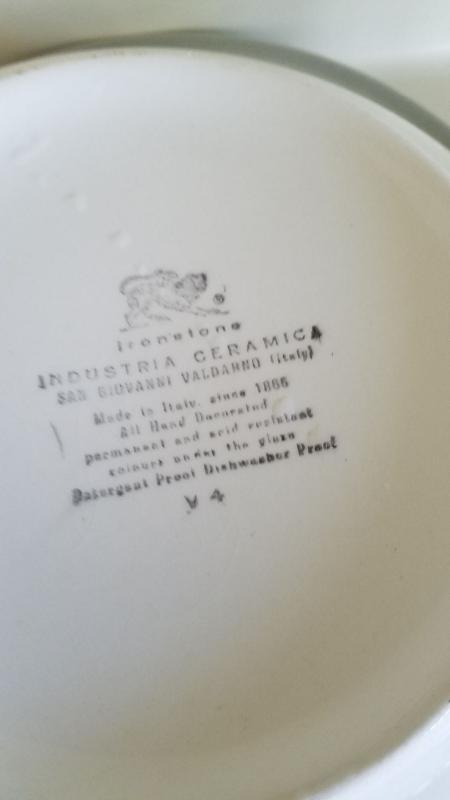 Ironstone
INDUSTRIA CERAMICA
SAN GIOVANNI VALDARNO (Italy)
Made in Italy. since 1866
All Hand Decorated
permanent and acid resistant
colours under the glaze
Detergent Proof Dishwasher Proof
V 4